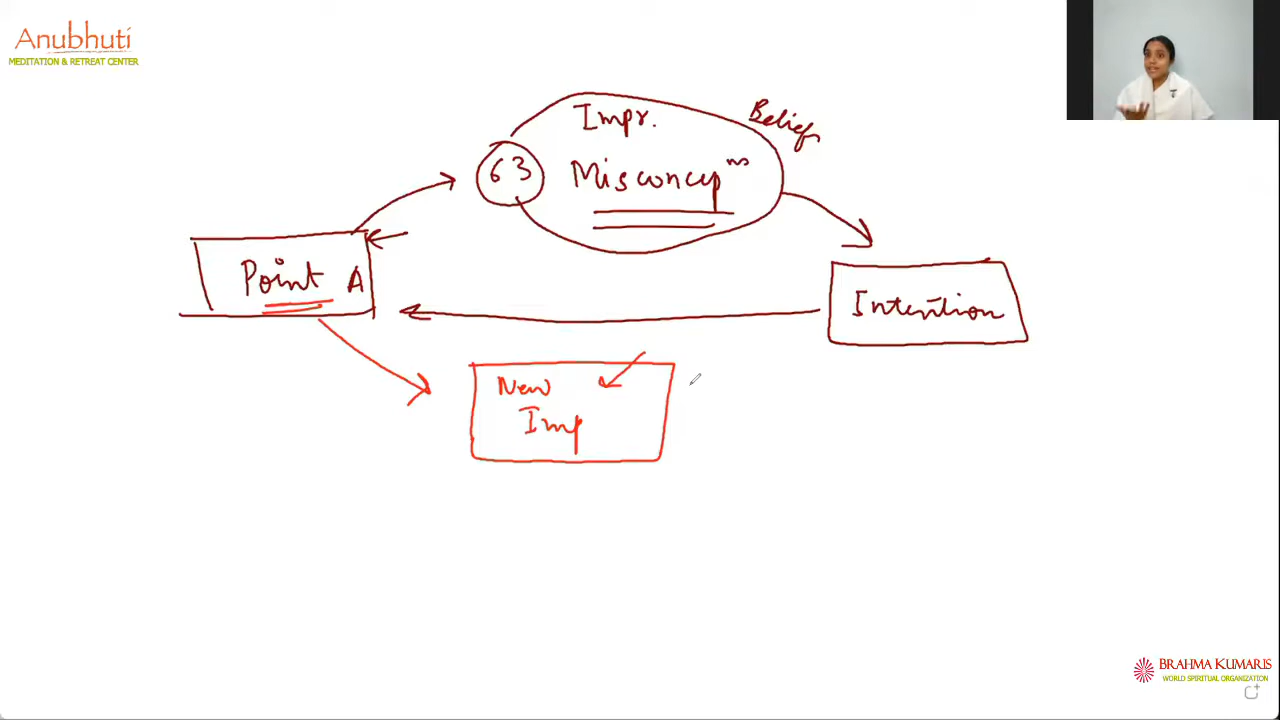 Anubhuti
MEDITATION & RETREAT CENTER
Impr.
Belief
63
Misconcepⁿˢ
Point A
Intention
New
Imp
BRAHMA KUMARIS
WORLD SPIRITUAL ORGANIZATION